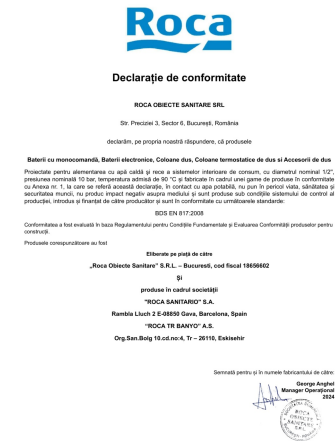 Roca
Declarație de conformitate
ROCA OBIECTE SANITARE SRL
Str. Preciziei 3, Sector 6, București, România
declarăm, pe propria noastră răspundere, că produsele
Baterii cu monocomandă, Baterii electronice, Coloane dus, Coloane termostatice de dus si Accesorii de dus
Proiectate pentru alementarea cu apă caldă și rece a sistemelor interioare de consum, cu diametrul nominal 1/2",
presiunea nominală 10 bar, temperatura admisă de 90 °C și fabricate în cadrul unei game de produse în conformitate
cu Anexa nr. 1, la care se referă această declarație, în contact cu apa potabilă, nu pun în pericol viata, sănătatea și
securitatea muncii, nu produc impact negativ asupra mediului și sunt produse sub condițiile sistemului de control al
producției, introdus și finanțat de către producător și sunt în conformitate cu următoarele standarde:
BDS EN 817:2008
Conformitatea a fost evaluată în baza Regulamentului pentru Condițiile Fundamentale și Evaluarea Conformității produselor pentru
construcții.
Produsele corespunzătoare au fost
Eliberate pe piață de către
„Roca Obiecte Sanitare" S.R.L. – Bucuresti, cod fiscal 18656602
Și
produse în cadrul societății
"ROCA SANITARIO" S.A.
Rambla Lluch 2 E-08850 Gava, Barcelona, Spain
"ROCA TR BANYO" A.S.
Org.San.Bolg 10.cd.no:4, Tr – 26110, Eskisehir
Semnată pentru și în numele fabricantului de către:
George Anghel
Manager Operațional
2024
ROCA
OBIECTE
SANITARE
SRL